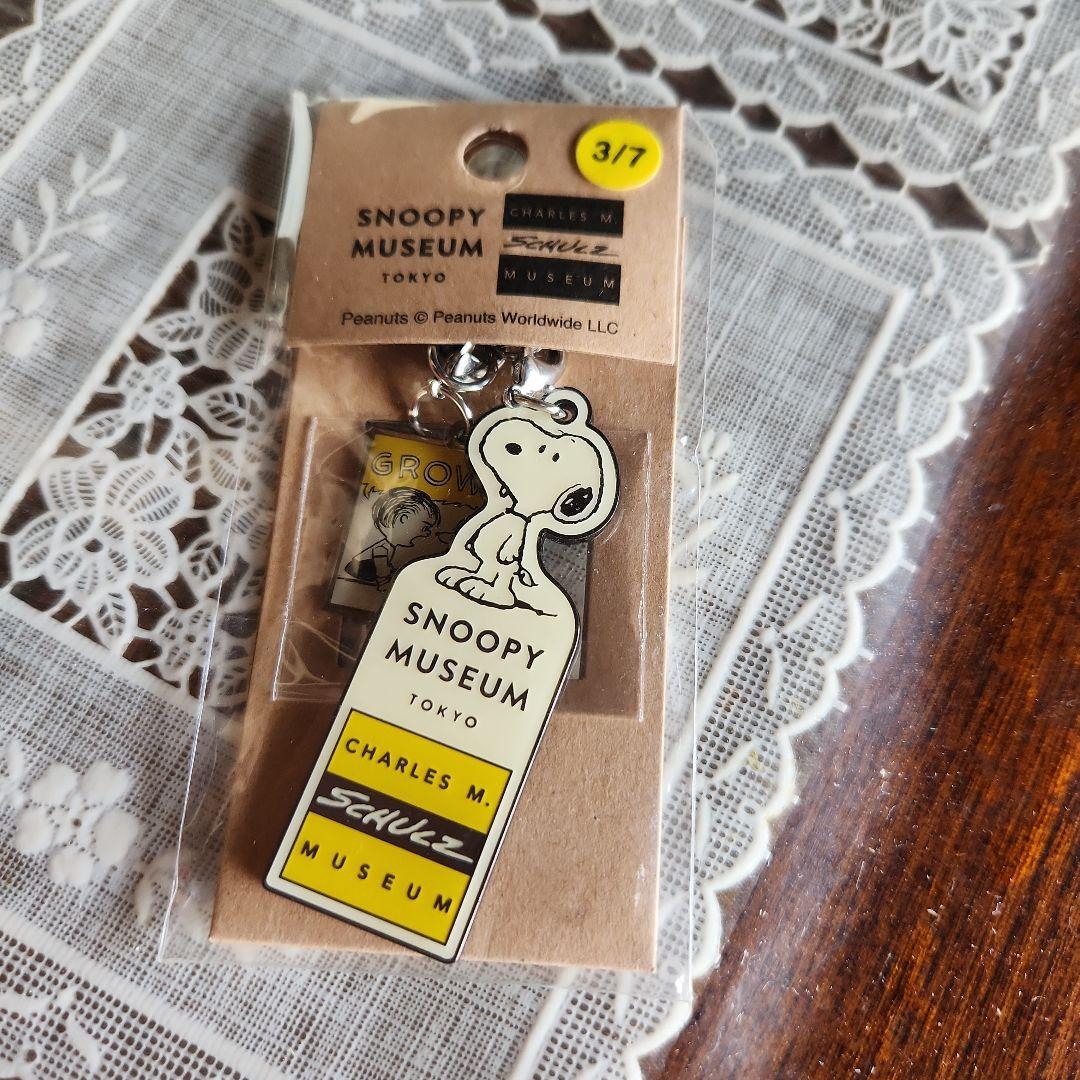 3/7
SNOOPY
MUSEUM
TOKYO
CHARLES M.
SCHULZ
MUSEUM
Peanuts © Peanuts Worldwide LLC
GROW
SNOOPY
MUSEUM
TOKYO
CHARLES M.
SCHULZ
MUSEUM